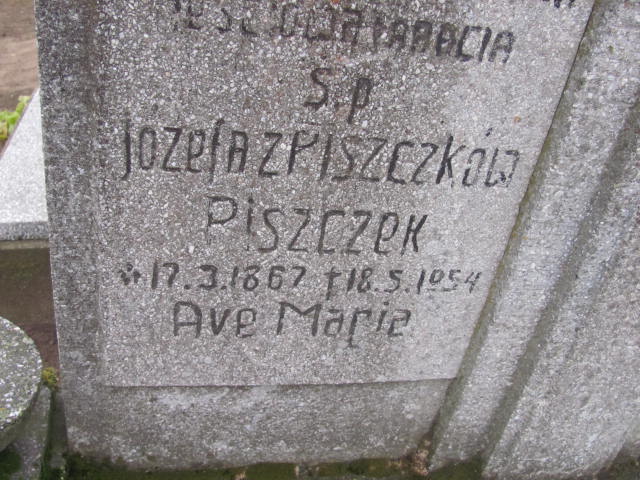 S.p
JózefA Z PISZCZKów
PiSZCZeK
* 17.3.1867 † 18.5.1954
Ave Marie